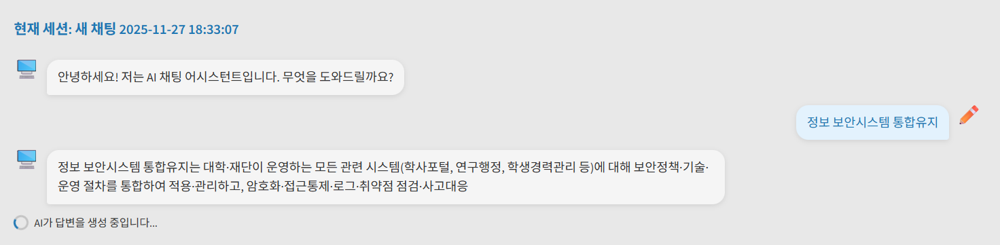 현재 세션: 새 채팅 2025-11-27 18:33:07
안녕하세요! 저는 AI 채팅 어시스턴트입니다. 무엇을 도와드릴까요?
정보 보안시스템 통합유지
정보 보안시스템 통합유지는 대학·재단이 운영하는 모든 관련 시스템(학사포털, 연구행정, 학생경력관리 등)에 대해 보안정책·기술·
운영 절차를 통합하여 적용·관리하고, 암호화·접근통제·로그·취약점 점검·사고대응
AI가 답변을 생성 중입니다...